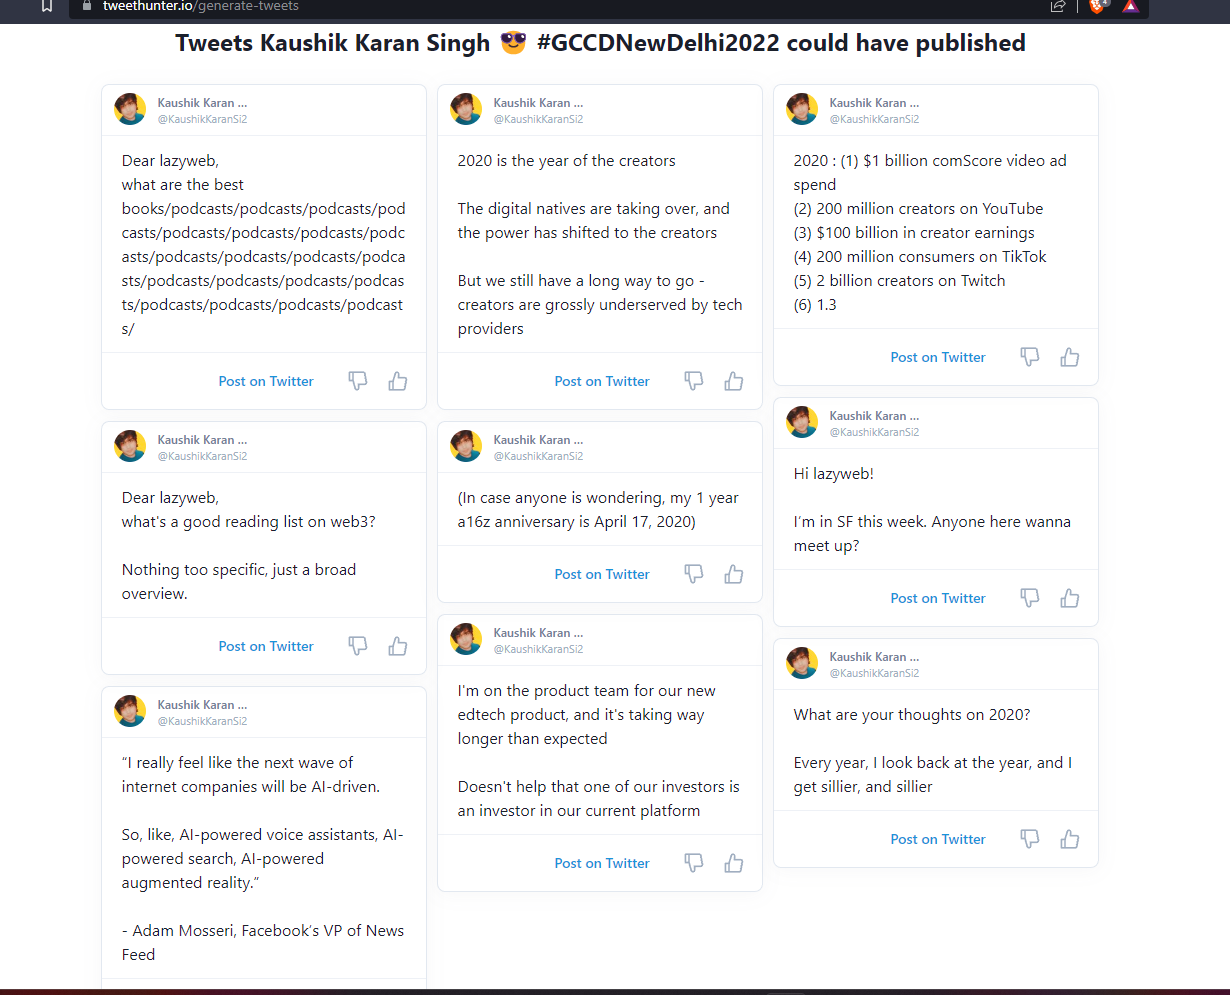 tweethunter.io/generate-tweets
Tweets Kaushik Karan Singh 😎 #GCCDNewDelhi2022 could have published
Kaushik Karan ...
@KaushikKaranSi2
Dear lazyweb,
what are the best
books/podcasts/podcasts/podcasts/pod
casts/podcasts/podcasts/podcasts/podc
asts/podcasts/podcasts/podcasts/podca
sts/podcasts/podcasts/podcasts/podcas
ts/podcasts/podcasts/podcasts/podcast
s/
Post on Twitter
Kaushik Karan ...
@KaushikKaranSi2
Dear lazyweb,
what's a good reading list on web3?
Nothing too specific, just a broad
overview.
Post on Twitter
Kaushik Karan ...
@KaushikKaranSi2
“I really feel like the next wave of
internet companies will be AI-driven.
So, like, AI-powered voice assistants, AI-
powered search, AI-powered
augmented reality.”
- Adam Mosseri, Facebook’s VP of News
Feed
Kaushik Karan ...
@KaushikKaranSi2
2020 is the year of the creators
The digital natives are taking over, and
the power has shifted to the creators
But we still have a long way to go -
creators are grossly underserved by tech
providers
Post on Twitter
Kaushik Karan ...
@KaushikKaranSi2
(In case anyone is wondering, my 1 year
a16z anniversary is April 17, 2020)
Post on Twitter
Kaushik Karan ...
@KaushikKaranSi2
I'm on the product team for our new
edtech product, and it's taking way
longer than expected
Doesn't help that one of our investors is
an investor in our current platform
Post on Twitter
Kaushik Karan ...
@KaushikKaranSi2
2020 : (1) $1 billion comScore video ad
spend
(2) 200 million creators on YouTube
(3) $100 billion in creator earnings
(4) 200 million consumers on TikTok
(5) 2 billion creators on Twitch
(6) 1.3
Post on Twitter
Kaushik Karan ...
@KaushikKaranSi2
Hi lazyweb!
I’m in SF this week. Anyone here wanna
meet up?
Post on Twitter
Kaushik Karan ...
@KaushikKaranSi2
What are your thoughts on 2020?
Every year, I look back at the year, and I
get sillier, and sillier
Post on Twitter